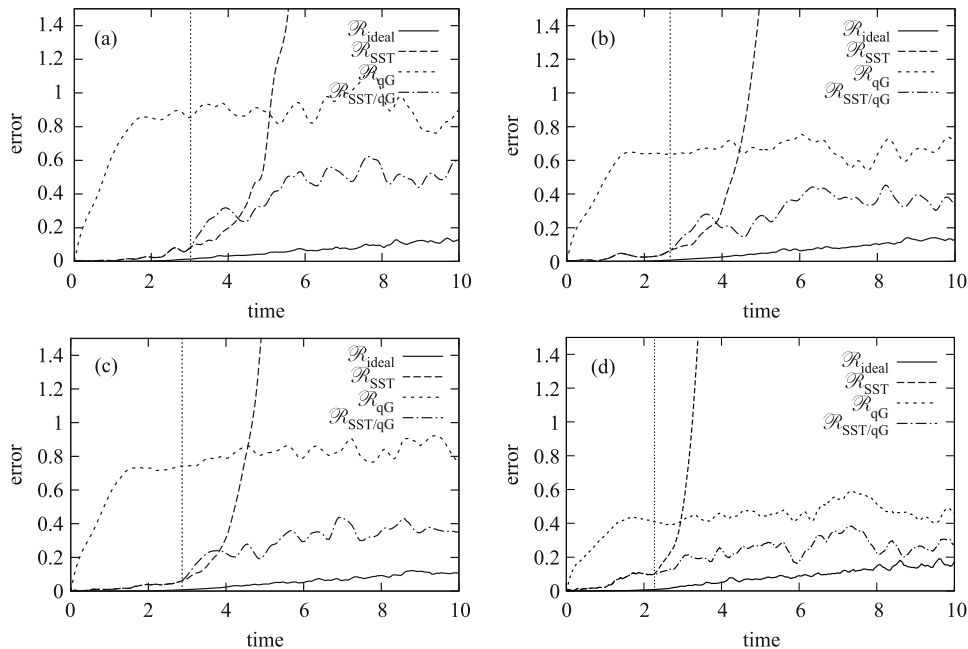 (a)
ℛideal
ℛSST
ℛqG
ℛSST/qG
1.4
1.2
1
0.8
0.6
0.4
0.2
0
error
0 2 4 6 8 10
time
(b)
ℛideal
ℛSST
ℛqG
ℛSST/qG
1.4
1.2
1
0.8
0.6
0.4
0.2
0
error
0 2 4 6 8 10
time
(c)
ℛideal
ℛSST
ℛqG
ℛSST/qG
1.4
1.2
1
0.8
0.6
0.4
0.2
0
error
0 2 4 6 8 10
time
(d)
ℛideal
ℛSST
ℛqG
ℛSST/qG
1.4
1.2
1
0.8
0.6
0.4
0.2
0
error
0 2 4 6 8 10
time